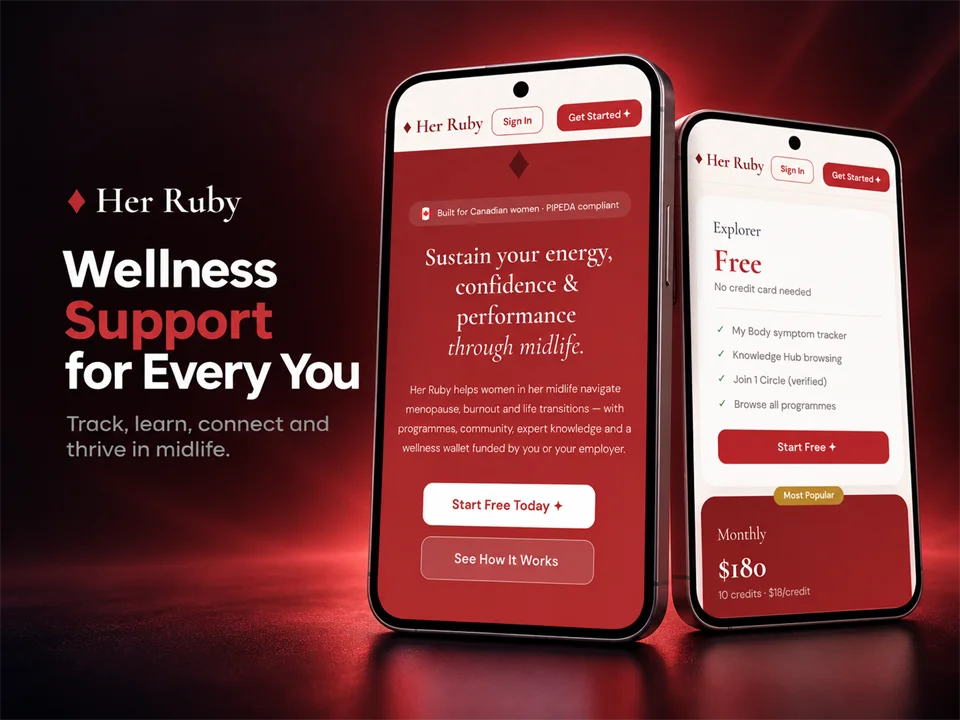 Her Ruby
Wellness
Support
for Every You
Track, learn, connect and
thrive in midlife.
Her Ruby
Sign In
Get Started
Built for Canadian women · PIPEDA compliant
Sustain your energy,
confidence &
performance
through midlife.
Her Ruby helps women in her midlife navigate
menopause, burnout and life transitions — with
programmes, community, expert knowledge and a
wellness wallet funded by you or your employer.
Start Free Today
See How It Works
Her Ruby
Sign In
Get Started
Explorer
Free
No credit card needed
✓ My Body symptom tracker
✓ Knowledge Hub browsing
✓ Join 1 Circle (verified)
✓ Browse all programmes
Start Free
Most Popular
Monthly
$180
10 credits · $18/credit